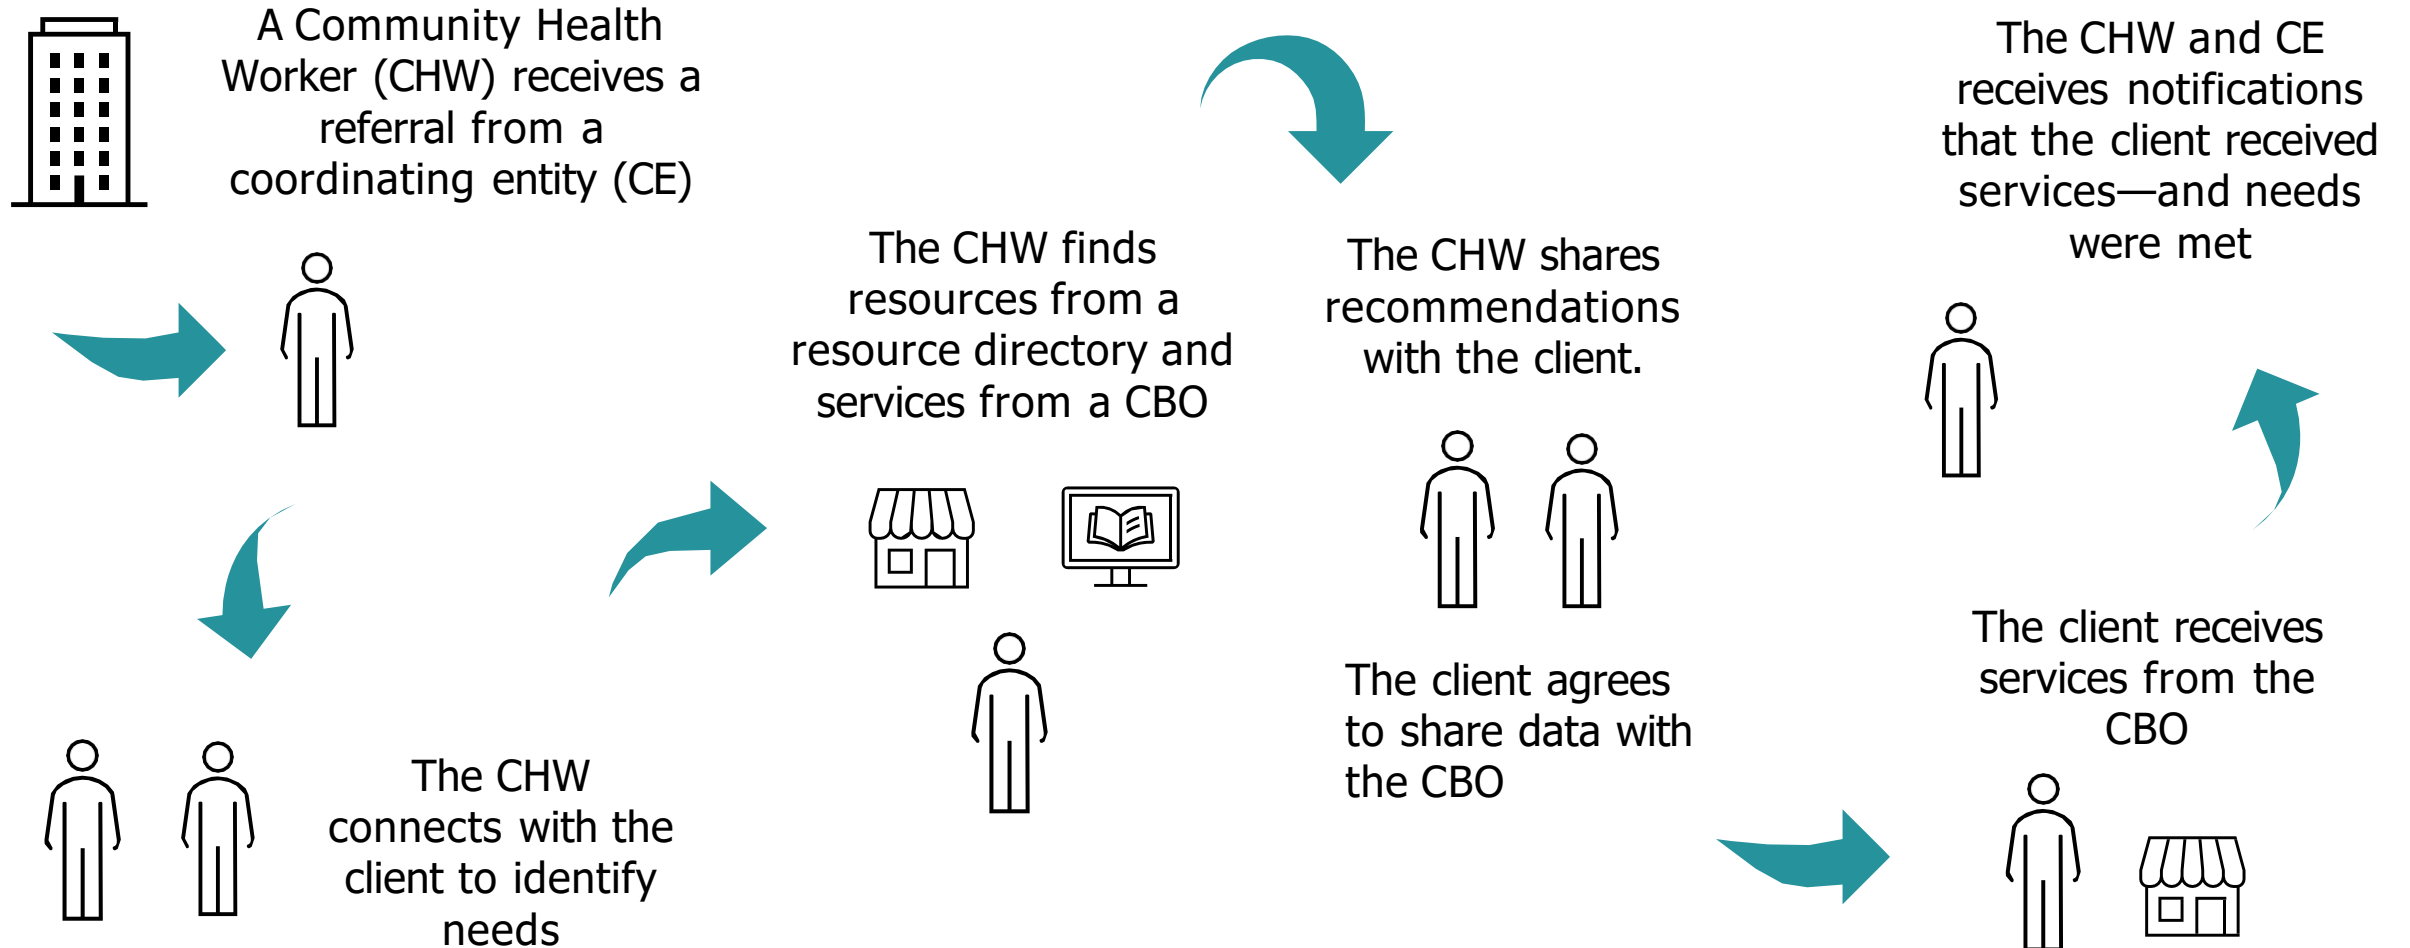 A Community Health
Worker (CHW) receives a
referral from a
coordinating entity (CE)
The CHW
connects with the
client to identify
needs
The CHW finds
resources from a
resource directory and
services from a CBO
The CHW shares
recommendations
with the client.
The client agrees
to share data with
the CBO
The client receives
services from the
CBO
The CHW and CE
receives notifications
that the client received
services—and needs
were met